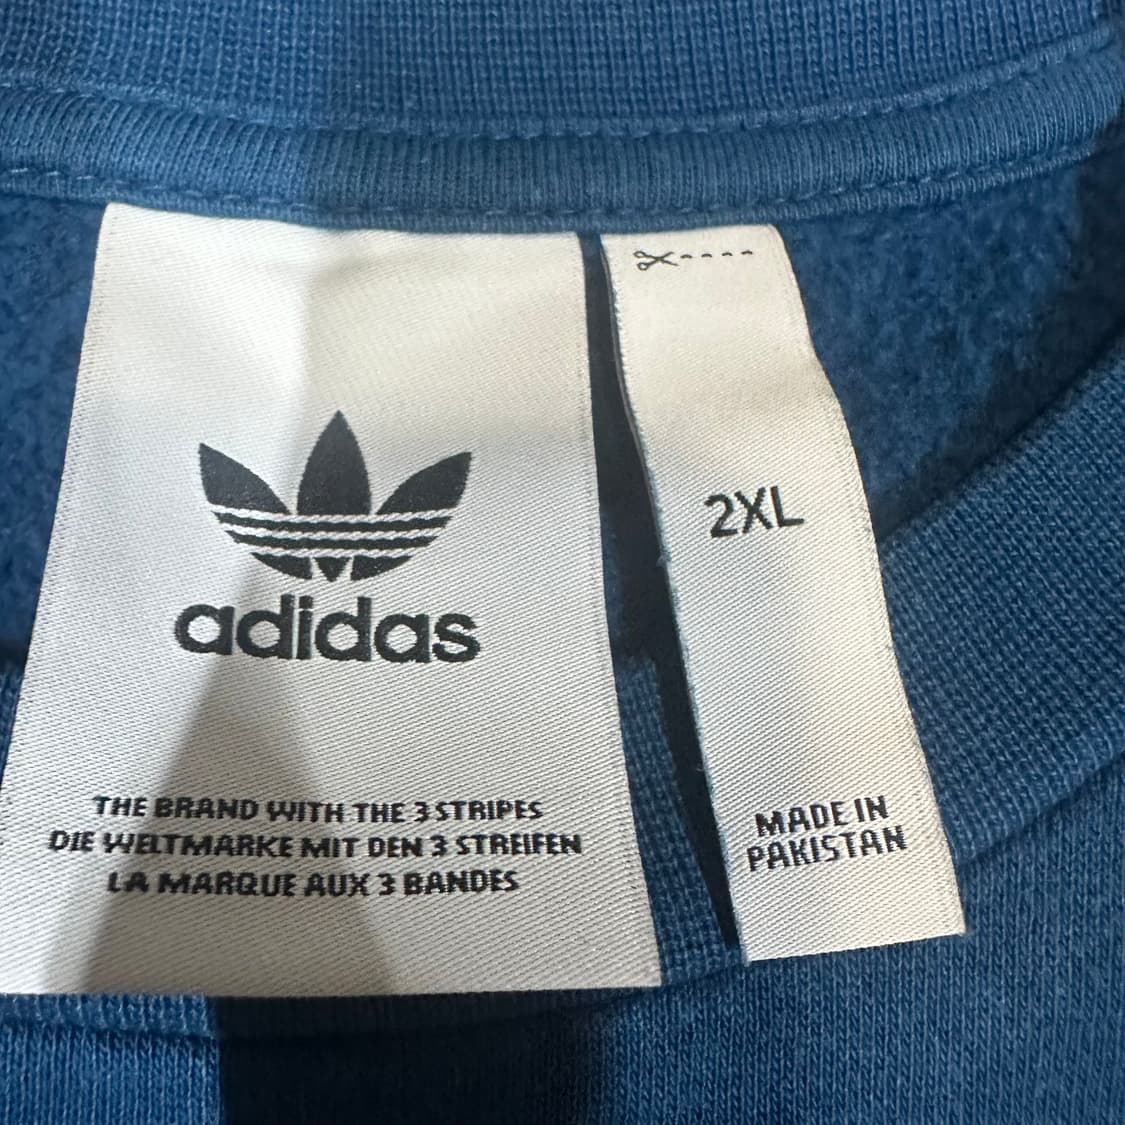 adidas
THE BRAND WITH THE 3 STRIPES
DIE WELTMARKE MIT DEN 3 STREIFEN
LA MARQUE AUX 3 BANDES
2XL
MADE IN
PAKISTAN